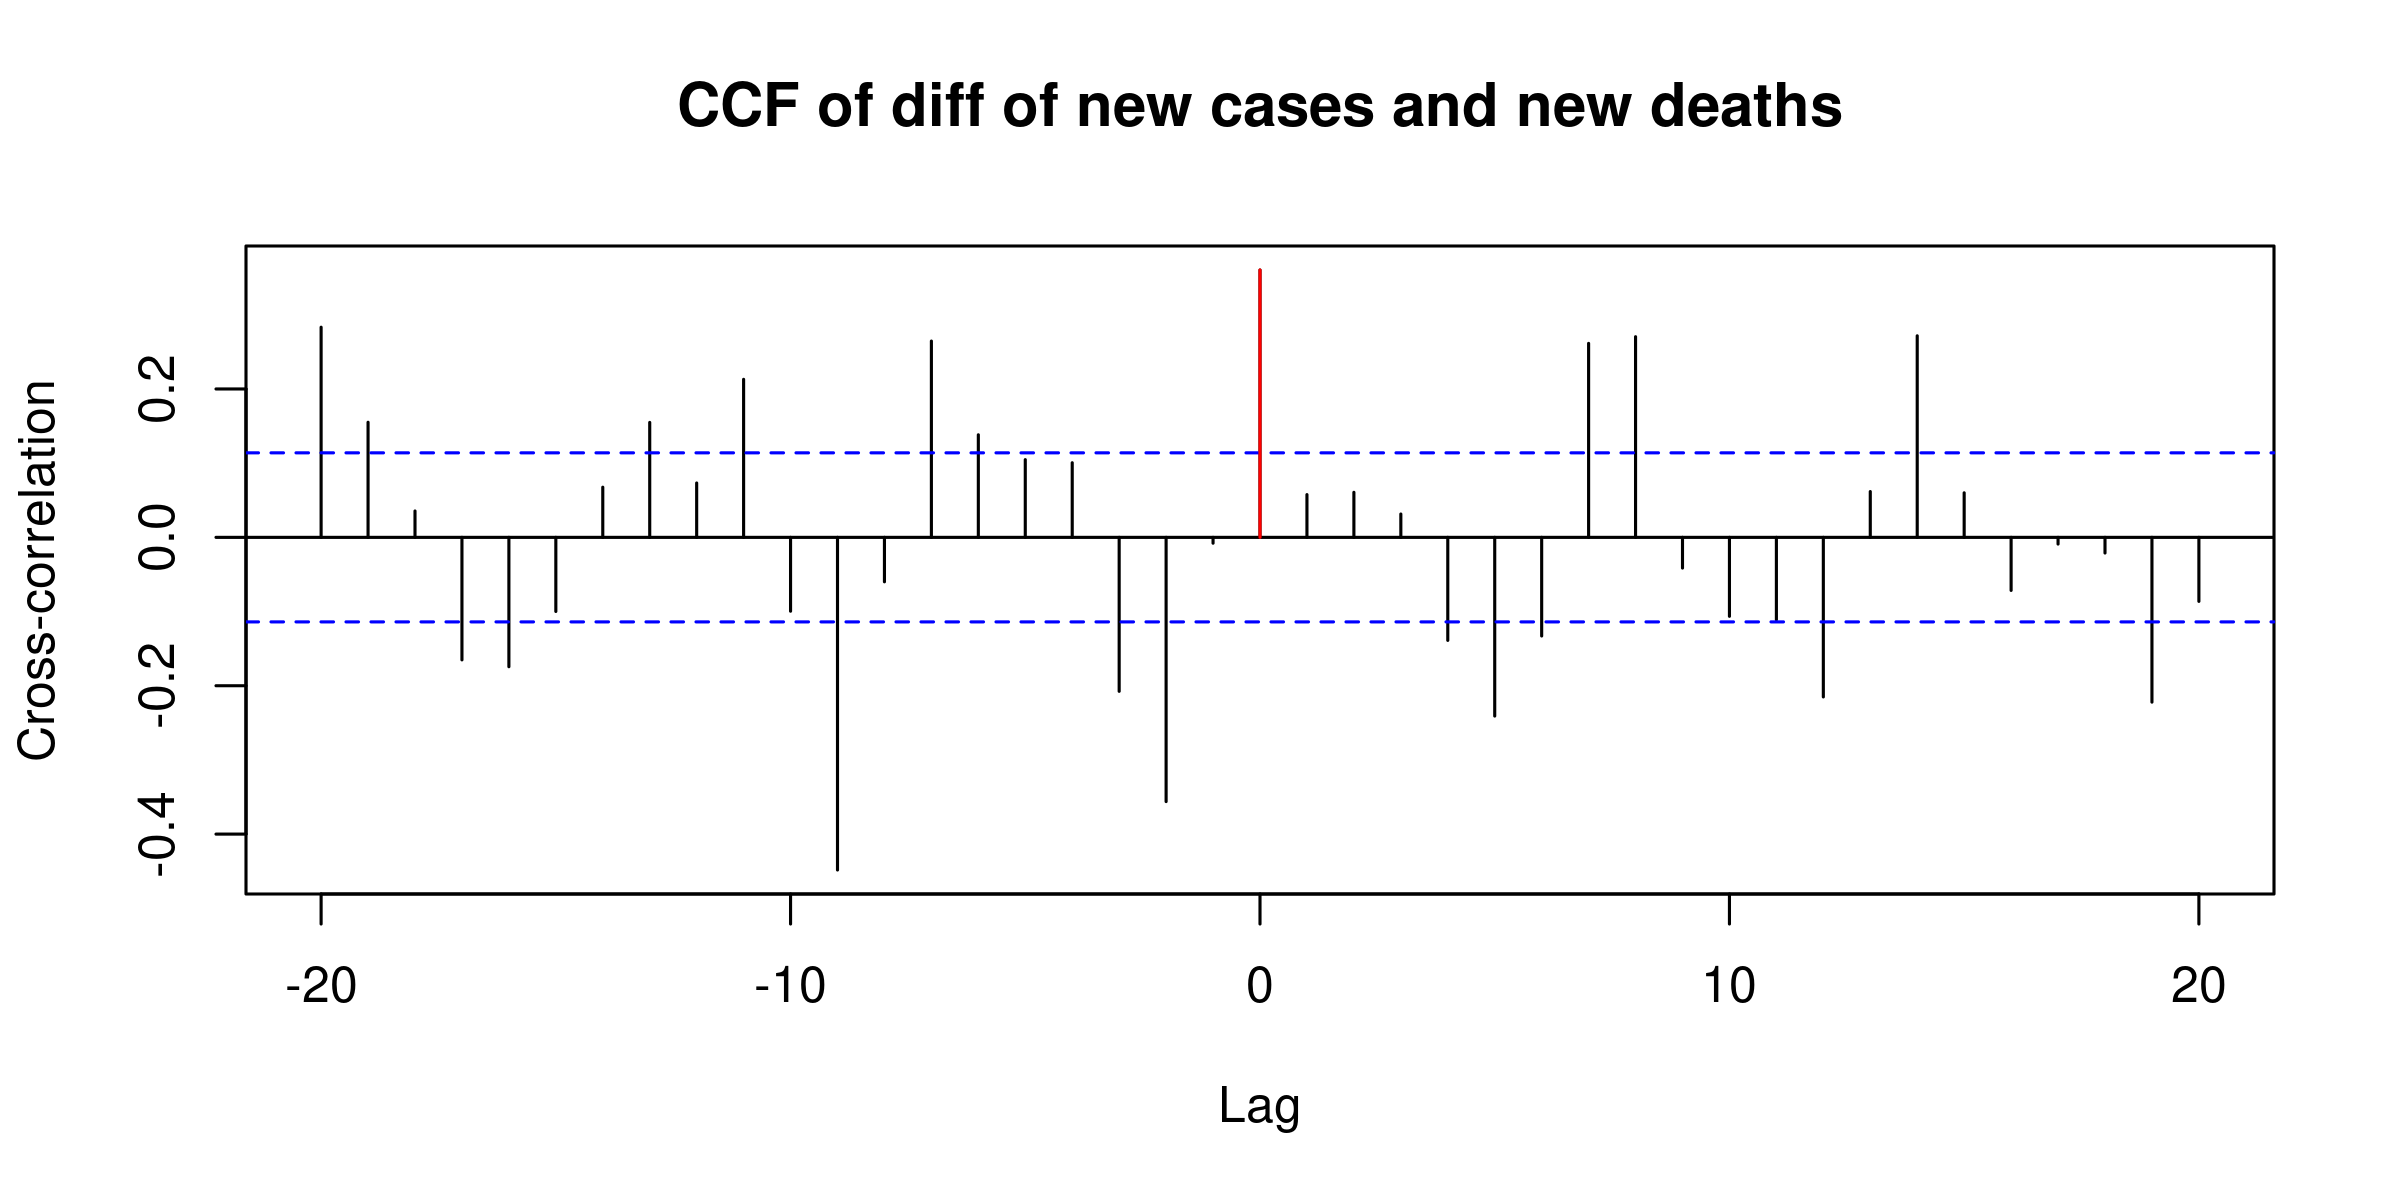 CCF of diff of new cases and new deaths
Cross-correlation
0.2
0.0
-0.2
-0.4
-20 -10 0 10 20
Lag